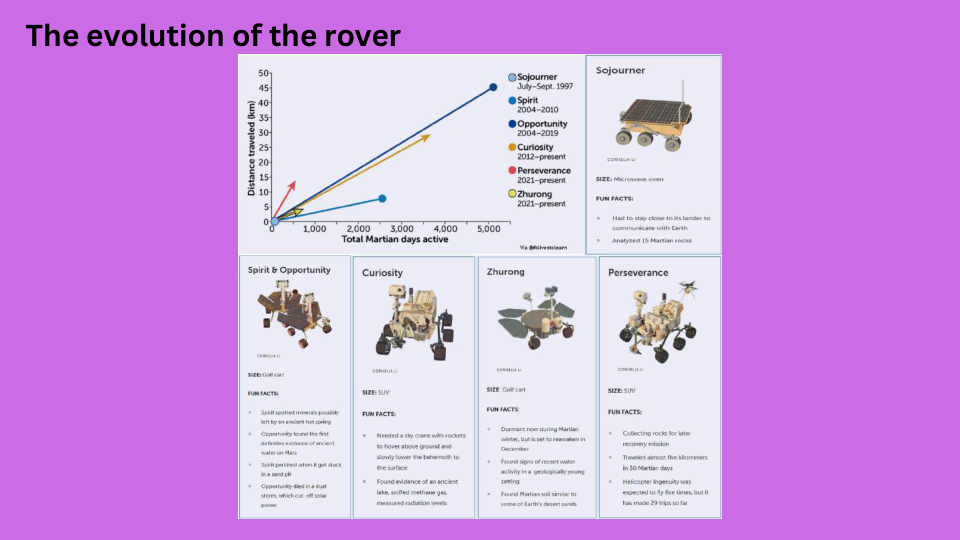 The evolution of the rover
Distance traveled (km)
50
45
40
35
30
25
20
15
10
5
0
0
1,000
2,000
3,000
4,000
5,000
Total Martian days active
Sojourner
July–Sept. 1997
Spirit
2004–2010
Opportunity
2004–2019
Curiosity
2012–present
Perseverance
2021–present
Zhurong
2021–present
Sojourner
CORNELIA LI
SIZE: Microwave oven
FUN FACTS:
Had to stay close to its lander to
communicate with Earth
Analyzed 15 Martian rocks
Spirit & Opportunity
CORNELIA LI
SIZE: Golf cart
FUN FACTS:
Spirit spotted minerals possibly
left by an ancient hot spring
Opportunity found the first
definitive evidence of ancient
water on Mars
Spirit perished when it got stuck
in a sand pit
Opportunity died in a dust
storm, which cut off solar
power
Curiosity
CORNELIA LI
SIZE: SUV
FUN FACTS:
Needed a sky crane with rockets
to hover above ground and
slowly lower the behemoth to
the surface
Found evidence of an ancient
lake, sniffed methane gas,
measured radiation levels
Zhurong
CORNELIA LI
SIZE: Golf cart
FUN FACTS:
Dormant now during Martian
winter, but is set to reawaken in
December
Found signs of recent water
activity in a geologically young
setting
Found Martian soil similar to
some of Earth's desert sands
Perseverance
CORNELIA LI
SIZE: SUV
FUN FACTS:
Collecting rocks for later
recovery mission
Traveled almost five kilometers
in 30 Martian days
Helicopter Ingenuity was
expected to fly five times, but it
has made 29 trips so far